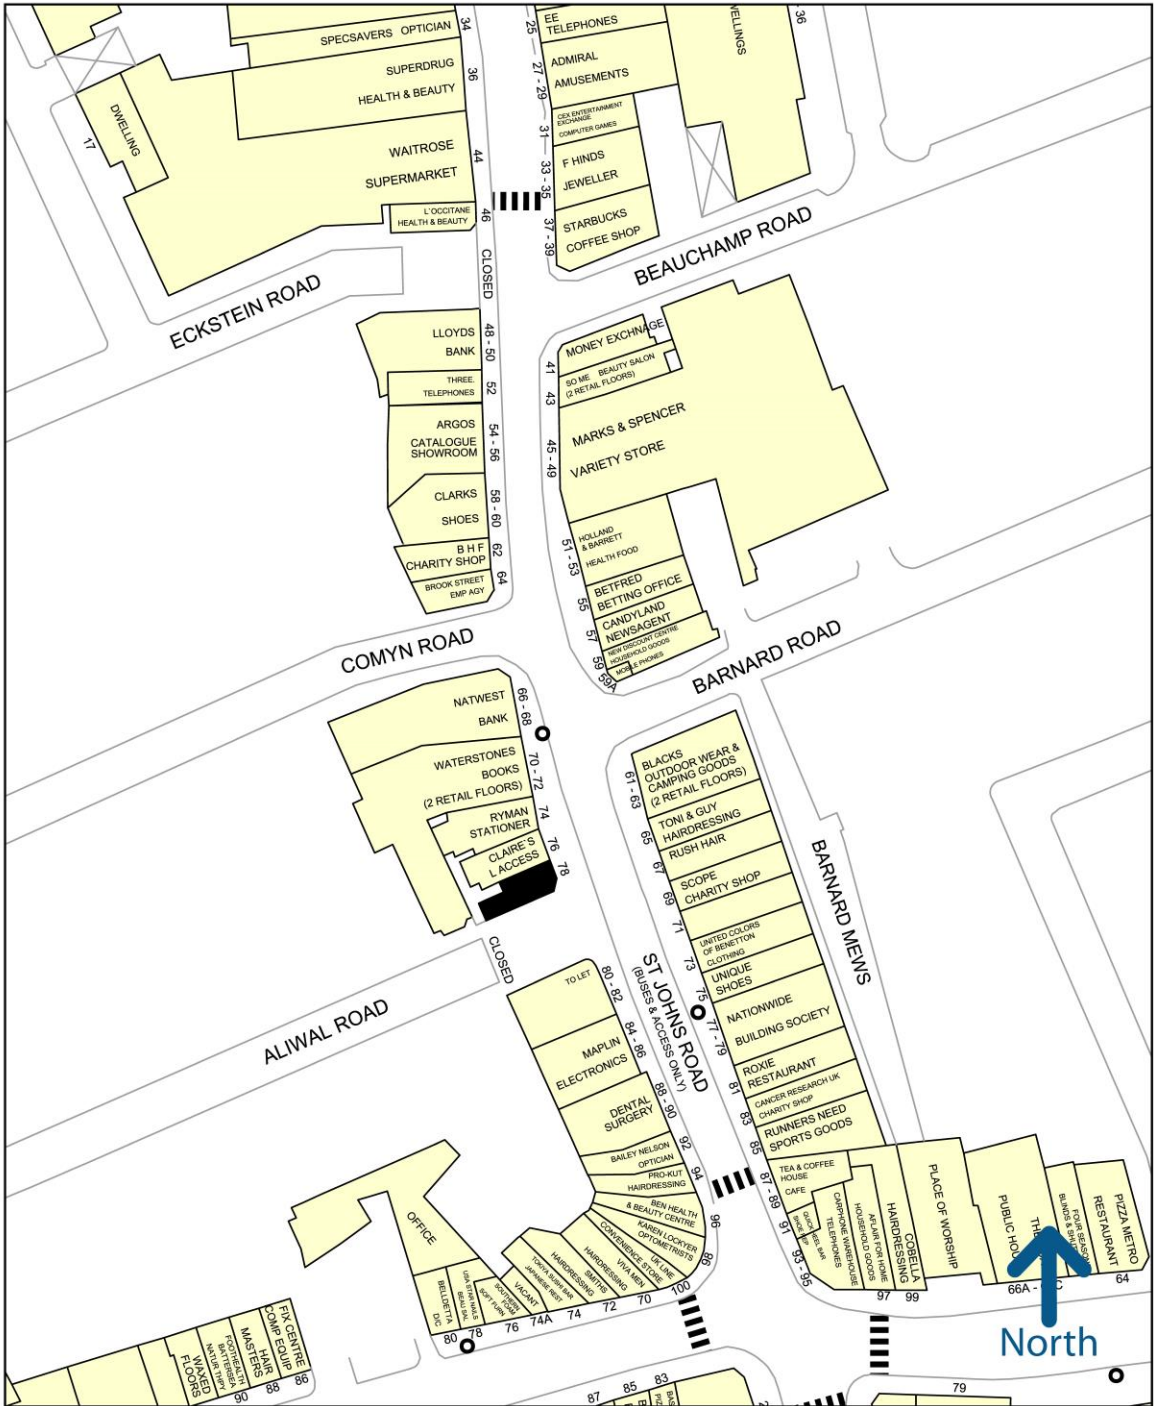 34
SPECSAVERS OPTICIAN
SUPERDRUG
HEALTH & BEAUTY
36
WAITROSE
SUPERMARKET
44
L'OCCITANE
HEALTH & BEAUTY
46
CLOSED
17
DWELLING
25
EE
TELEPHONES
27 - 29
ADMIRAL
AMUSEMENTS
CEX ENTERTAINMENT
EXCHANGE
COMPUTER GAMES
31
33 - 35
F HINDS
JEWELLER
37 - 39
STARBUCKS
COFFEE SHOP
36
BEAUCHAMP ROAD
ECKSTEIN ROAD
LLOYDS
BANK
48 - 50
THREE.
TELEPHONES
52
ARGOS
CATALOGUE
SHOWROOM
54 - 56
CLARKS
SHOES
58 - 60
B H F
CHARITY SHOP
62
BROOK STREET
EMP AGY
64
41
MONEY EXCHNAGE
43
SO ME BEAUTY SALON
(2 RETAIL FLOORS)
45 - 49
MARKS & SPENCER
VARIETY STORE
51 - 53
HOLLAND
& BARRETT
HEALTH FOOD
55
BETFRED
BETTING OFFICE
57
CANDYLAND
NEWSAGENT
59
NEW DISCOUNT CENTRE
HOUSEHOLD GOODS
59A
MOBILE PHONES
COMYN ROAD
BARNARD ROAD
NATWEST
BANK
66 - 68
WATERSTONES
BOOKS
(2 RETAIL FLOORS)
70 - 72
RYMAN
STATIONER
74
CLAIRE'S
L ACCESS
76
78
CLOSED
ALIWAL ROAD
61 - 63
BLACKS
OUTDOOR WEAR &
CAMPING GOODS
(2 RETAIL FLOORS)
65
TONI & GUY
HAIRDRESSING
67
RUSH HAIR
69
SCOPE
CHARITY SHOP
71
73
UNITED COLORS
OF BENETTON
CLOTHING
75
UNIQUE
SHOES
77 - 79
NATIONWIDE
BUILDING SOCIETY
81
ROXIE
RESTAURANT
83
CANCER RESEARCH UK
CHARITY SHOP
85
RUNNERS NEED
SPORTS GOODS
BARNARD MEWS
ST JOHNS ROAD
(BUSES & ACCESS ONLY)
TO LET
80 - 82
MAPLIN
ELECTRONICS
84 - 86
DENTAL
SURGERY
88 - 90
BAILEY NELSON
OPTICIAN
92
PRO-KUT
HAIRDRESSING
94
BEN HEALTH
& BEAUTY CENTRE
96
KAREN LOCKYER
OPTOMETRISTS
98
UK LINE
CONVENIENCE STORE
100
VIVA MEN
HAIRDRESSING
70
SMITHS
HAIRDRESSING
72
TOKIYA SUSHI BAR
JAPANESE REST
74
VACANT
74A
SOUTHERN
FOAM
SOFT FURN
76
USA STAR NAILS
BEAU SAL
78
BELLDETTA
D/C
80
OFFICE
87 - 89
TEA & COFFEE
HOUSE
CAFE
91
93 - 95
CARPHONE WAREHOUSE
TELEPHONES
AFLAIR FOR HOME
HOUSEHOLD GOODS
97
COBELLA
HAIRDRESSING
99
PLACE OF WORSHIP
PUBLIC HOU
66A -
PIZZA METRO
RESTAURANT
64
North
FIX CENTRE
COMP EQUIP
86
HAIR
MASTERS
88
FOOTHEALTH
BATTERSEA
NATUR THPY
90
WAXED
FLOORS
87
85
83
79